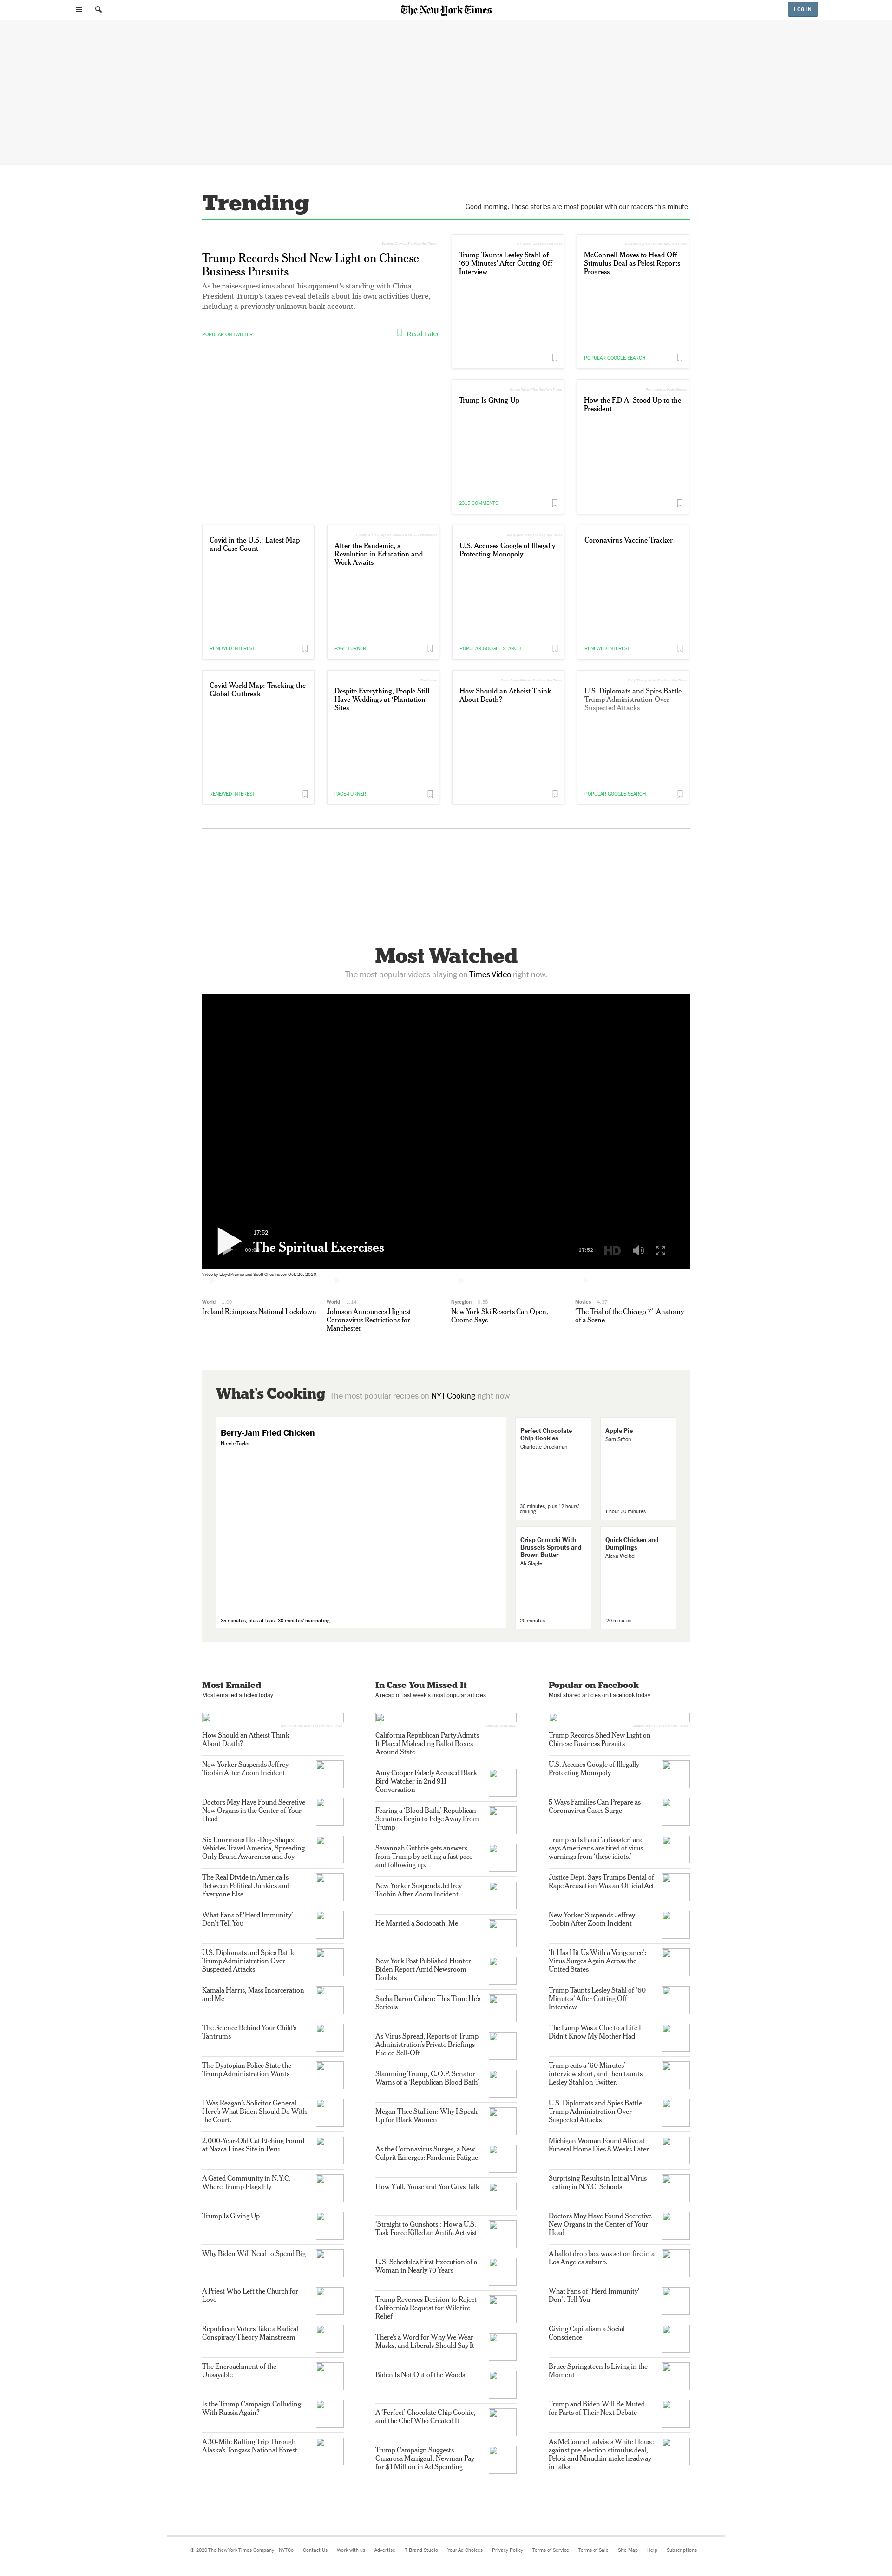 The New York Times
LOG IN
Trending
Good morning. These stories are most popular with our readers this minute.
Trump Records Shed New Light on Chinese
Business Pursuits
As he raises questions about his opponent's standing with China,
President Trump's taxes reveal details about his own activities there,
including a previously unknown bank account.
POPULAR ON TWITTER
Read Later
Trump Taunts Lesley Stahl of
‘60 Minutes’ After Cutting Off
Interview
McConnell Moves to Head Off
Stimulus Deal as Pelosi Reports
Progress
POPULAR GOOGLE SEARCH
Trump Is Giving Up
2315 COMMENTS
How the F.D.A. Stood Up to the
President
Covid in the U.S.: Latest Map
and Case Count
RENEWED INTEREST
After the Pandemic, a
Revolution in Education and
Work Awaits
PAGE-TURNER
U.S. Accuses Google of Illegally
Protecting Monopoly
POPULAR GOOGLE SEARCH
Coronavirus Vaccine Tracker
RENEWED INTEREST
Covid World Map: Tracking the
Global Outbreak
RENEWED INTEREST
Despite Everything, People Still
Have Weddings at ‘Plantation’
Sites
PAGE-TURNER
How Should an Atheist Think
About Death?
U.S. Diplomats and Spies Battle
Trump Administration Over
Suspected Attacks
POPULAR GOOGLE SEARCH
Most Watched
The most popular videos playing on Times Video right now.
17:52
The Spiritual Exercises
17:52
HD
Video by Lloyd Kramer and Scott Chestnut on Oct. 20, 2020.
World 1:00
Ireland Reimposes National Lockdown
World 1:14
Johnson Announces Highest
Coronavirus Restrictions for
Manchester
Nyregion 0:38
New York Ski Resorts Can Open,
Cuomo Says
Movies 4:37
‘The Trial of the Chicago 7’ | Anatomy
of a Scene
What’s Cooking The most popular recipes on NYT Cooking right now
Berry-Jam Fried Chicken
Nicole Taylor
35 minutes, plus at least 30 minutes' marinating
Perfect Chocolate
Chip Cookies
Charlotte Druckman
30 minutes, plus 12 hours'
chilling
Apple Pie
Sam Sifton
1 hour 30 minutes
Crisp Gnocchi With
Brussels Sprouts and
Brown Butter
Ali Slagle
20 minutes
Quick Chicken and
Dumplings
Alexa Weibel
20 minutes
Most Emailed
Most emailed articles today
How Should an Atheist Think
About Death?
New Yorker Suspends Jeffrey
Toobin After Zoom Incident
Doctors May Have Found Secretive
New Organs in the Center of Your
Head
Six Enormous Hot-Dog-Shaped
Vehicles Travel America, Spreading
Only Brand Awareness and Joy
The Real Divide in America Is
Between Political Junkies and
Everyone Else
What Fans of ‘Herd Immunity’
Don’t Tell You
U.S. Diplomats and Spies Battle
Trump Administration Over
Suspected Attacks
Kamala Harris, Mass Incarceration
and Me
The Science Behind Your Child’s
Tantrums
The Dystopian Police State the
Trump Administration Wants
I Was Reagan’s Solicitor General.
Here’s What Biden Should Do With
the Court.
2,000-Year-Old Cat Etching Found
at Nazca Lines Site in Peru
A Gated Community in N.Y.C.
Where Trump Flags Fly
Trump Is Giving Up
Why Biden Will Need to Spend Big
A Priest Who Left the Church for
Love
Republican Voters Take a Radical
Conspiracy Theory Mainstream
The Encroachment of the
Unsayable
Is the Trump Campaign Colluding
With Russia Again?
A 30-Mile Rafting Trip Through
Alaska’s Tongass National Forest
In Case You Missed It
A recap of last week's most popular articles
California Republican Party Admits
It Placed Misleading Ballot Boxes
Around State
Amy Cooper Falsely Accused Black
Bird-Watcher in 2nd 911
Conversation
Fearing a ‘Blood Bath,’ Republican
Senators Begin to Edge Away From
Trump
Savannah Guthrie gets answers
from Trump by setting a fast pace
and following up.
New Yorker Suspends Jeffrey
Toobin After Zoom Incident
He Married a Sociopath: Me
New York Post Published Hunter
Biden Report Amid Newsroom
Doubts
Sacha Baron Cohen: This Time He’s
Serious
As Virus Spread, Reports of Trump
Administration’s Private Briefings
Fueled Sell-Off
Slamming Trump, G.O.P. Senator
Warns of a ‘Republican Blood Bath’
Megan Thee Stallion: Why I Speak
Up for Black Women
As the Coronavirus Surges, a New
Culprit Emerges: Pandemic Fatigue
How Y’all, Youse and You Guys Talk
‘Straight to Gunshots’: How a U.S.
Task Force Killed an Antifa Activist
U.S. Schedules First Execution of a
Woman in Nearly 70 Years
Trump Reverses Decision to Reject
California’s Request for Wildfire
Relief
There’s a Word for Why We Wear
Masks, and Liberals Should Say It
Biden Is Not Out of the Woods
A ‘Perfect’ Chocolate Chip Cookie,
and the Chef Who Created It
Trump Campaign Suggests
Omarosa Manigault Newman Pay
for $1 Million in Ad Spending
Popular on Facebook
Most shared articles on Facebook today
Trump Records Shed New Light on
Chinese Business Pursuits
U.S. Accuses Google of Illegally
Protecting Monopoly
5 Ways Families Can Prepare as
Coronavirus Cases Surge
Trump calls Fauci ‘a disaster’ and
says Americans are tired of virus
warnings from ‘these idiots.’
Justice Dept. Says Trump’s Denial of
Rape Accusation Was an Official Act
New Yorker Suspends Jeffrey
Toobin After Zoom Incident
‘It Has Hit Us With a Vengeance’:
Virus Surges Again Across the
United States
Trump Taunts Lesley Stahl of ‘60
Minutes’ After Cutting Off
Interview
The Lamp Was a Clue to a Life I
Didn’t Know My Mother Had
Trump cuts a ‘60 Minutes’
interview short, and then taunts
Lesley Stahl on Twitter.
U.S. Diplomats and Spies Battle
Trump Administration Over
Suspected Attacks
Michigan Woman Found Alive at
Funeral Home Dies 8 Weeks Later
Surprising Results in Initial Virus
Testing in N.Y.C. Schools
Doctors May Have Found Secretive
New Organs in the Center of Your
Head
A ballot drop box was set on fire in a
Los Angeles suburb.
What Fans of ‘Herd Immunity’
Don’t Tell You
Giving Capitalism a Social
Conscience
Bruce Springsteen Is Living in the
Moment
Trump and Biden Will Be Muted
for Parts of Their Next Debate
As McConnell advises White House
against pre-election stimulus deal,
Pelosi and Mnuchin make headway
in talks.
© 2020 The New York Times Company NYTCo Contact Us Work with us Advertise T Brand Studio Your Ad Choices Privacy Policy Terms of Service Terms of Sale Site Map Help Subscriptions